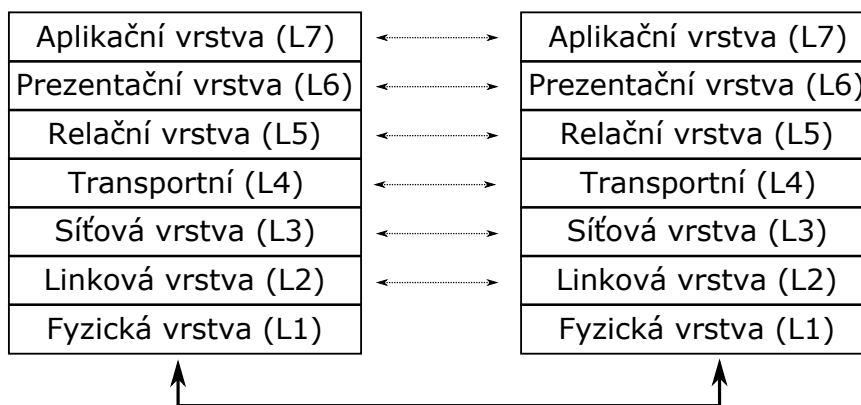 Aplikační vrstva (L7)
Prezentační vrstva (L6)
Relační vrstva (L5)
Transportní (L4)
Síťová vrstva (L3)
Linková vrstva (L2)
Fyzická vrstva (L1)
Aplikační vrstva (L7)
Prezentační vrstva (L6)
Relační vrstva (L5)
Transportní (L4)
Síťová vrstva (L3)
Linková vrstva (L2)
Fyzická vrstva (L1)